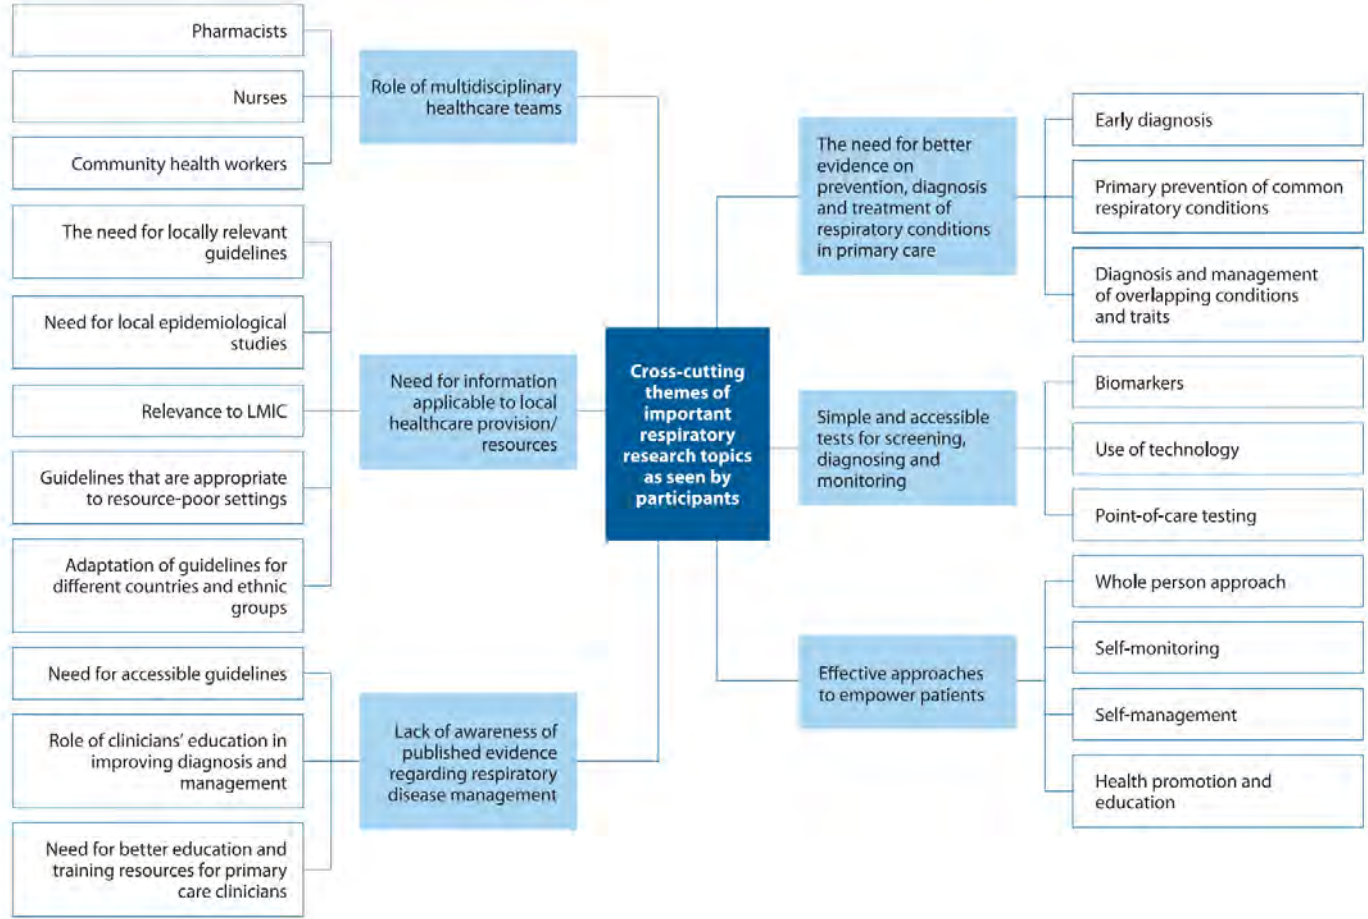 Pharmacists
Nurses
Community health workers
Role of multidisciplinary
healthcare teams
The need for locally relevant
guidelines
Need for local epidemiological
studies
Relevance to LMIC
Guidelines that are appropriate
to resource-poor settings
Adaptation of guidelines for
different countries and ethnic
groups
Need for information
applicable to local
healthcare provision/
resources
Need for accessible guidelines
Role of clinicians’ education in
improving diagnosis and
management
Need for better education and
training resources for primary
care clinicians
Lack of awareness of
published evidence
regarding respiratory
disease management
Cross-cutting
themes of
important
respiratory
research topics
as seen by
participants
The need for better
evidence on
prevention, diagnosis
and treatment of
respiratory conditions
in primary care
Early diagnosis
Primary prevention of common
respiratory conditions
Diagnosis and management
of overlapping conditions
and traits
Simple and accessible
tests for screening,
diagnosing and
monitoring
Biomarkers
Use of technology
Point-of-care testing
Effective approaches
to empower patients
Whole person approach
Self-monitoring
Self-management
Health promotion and
education